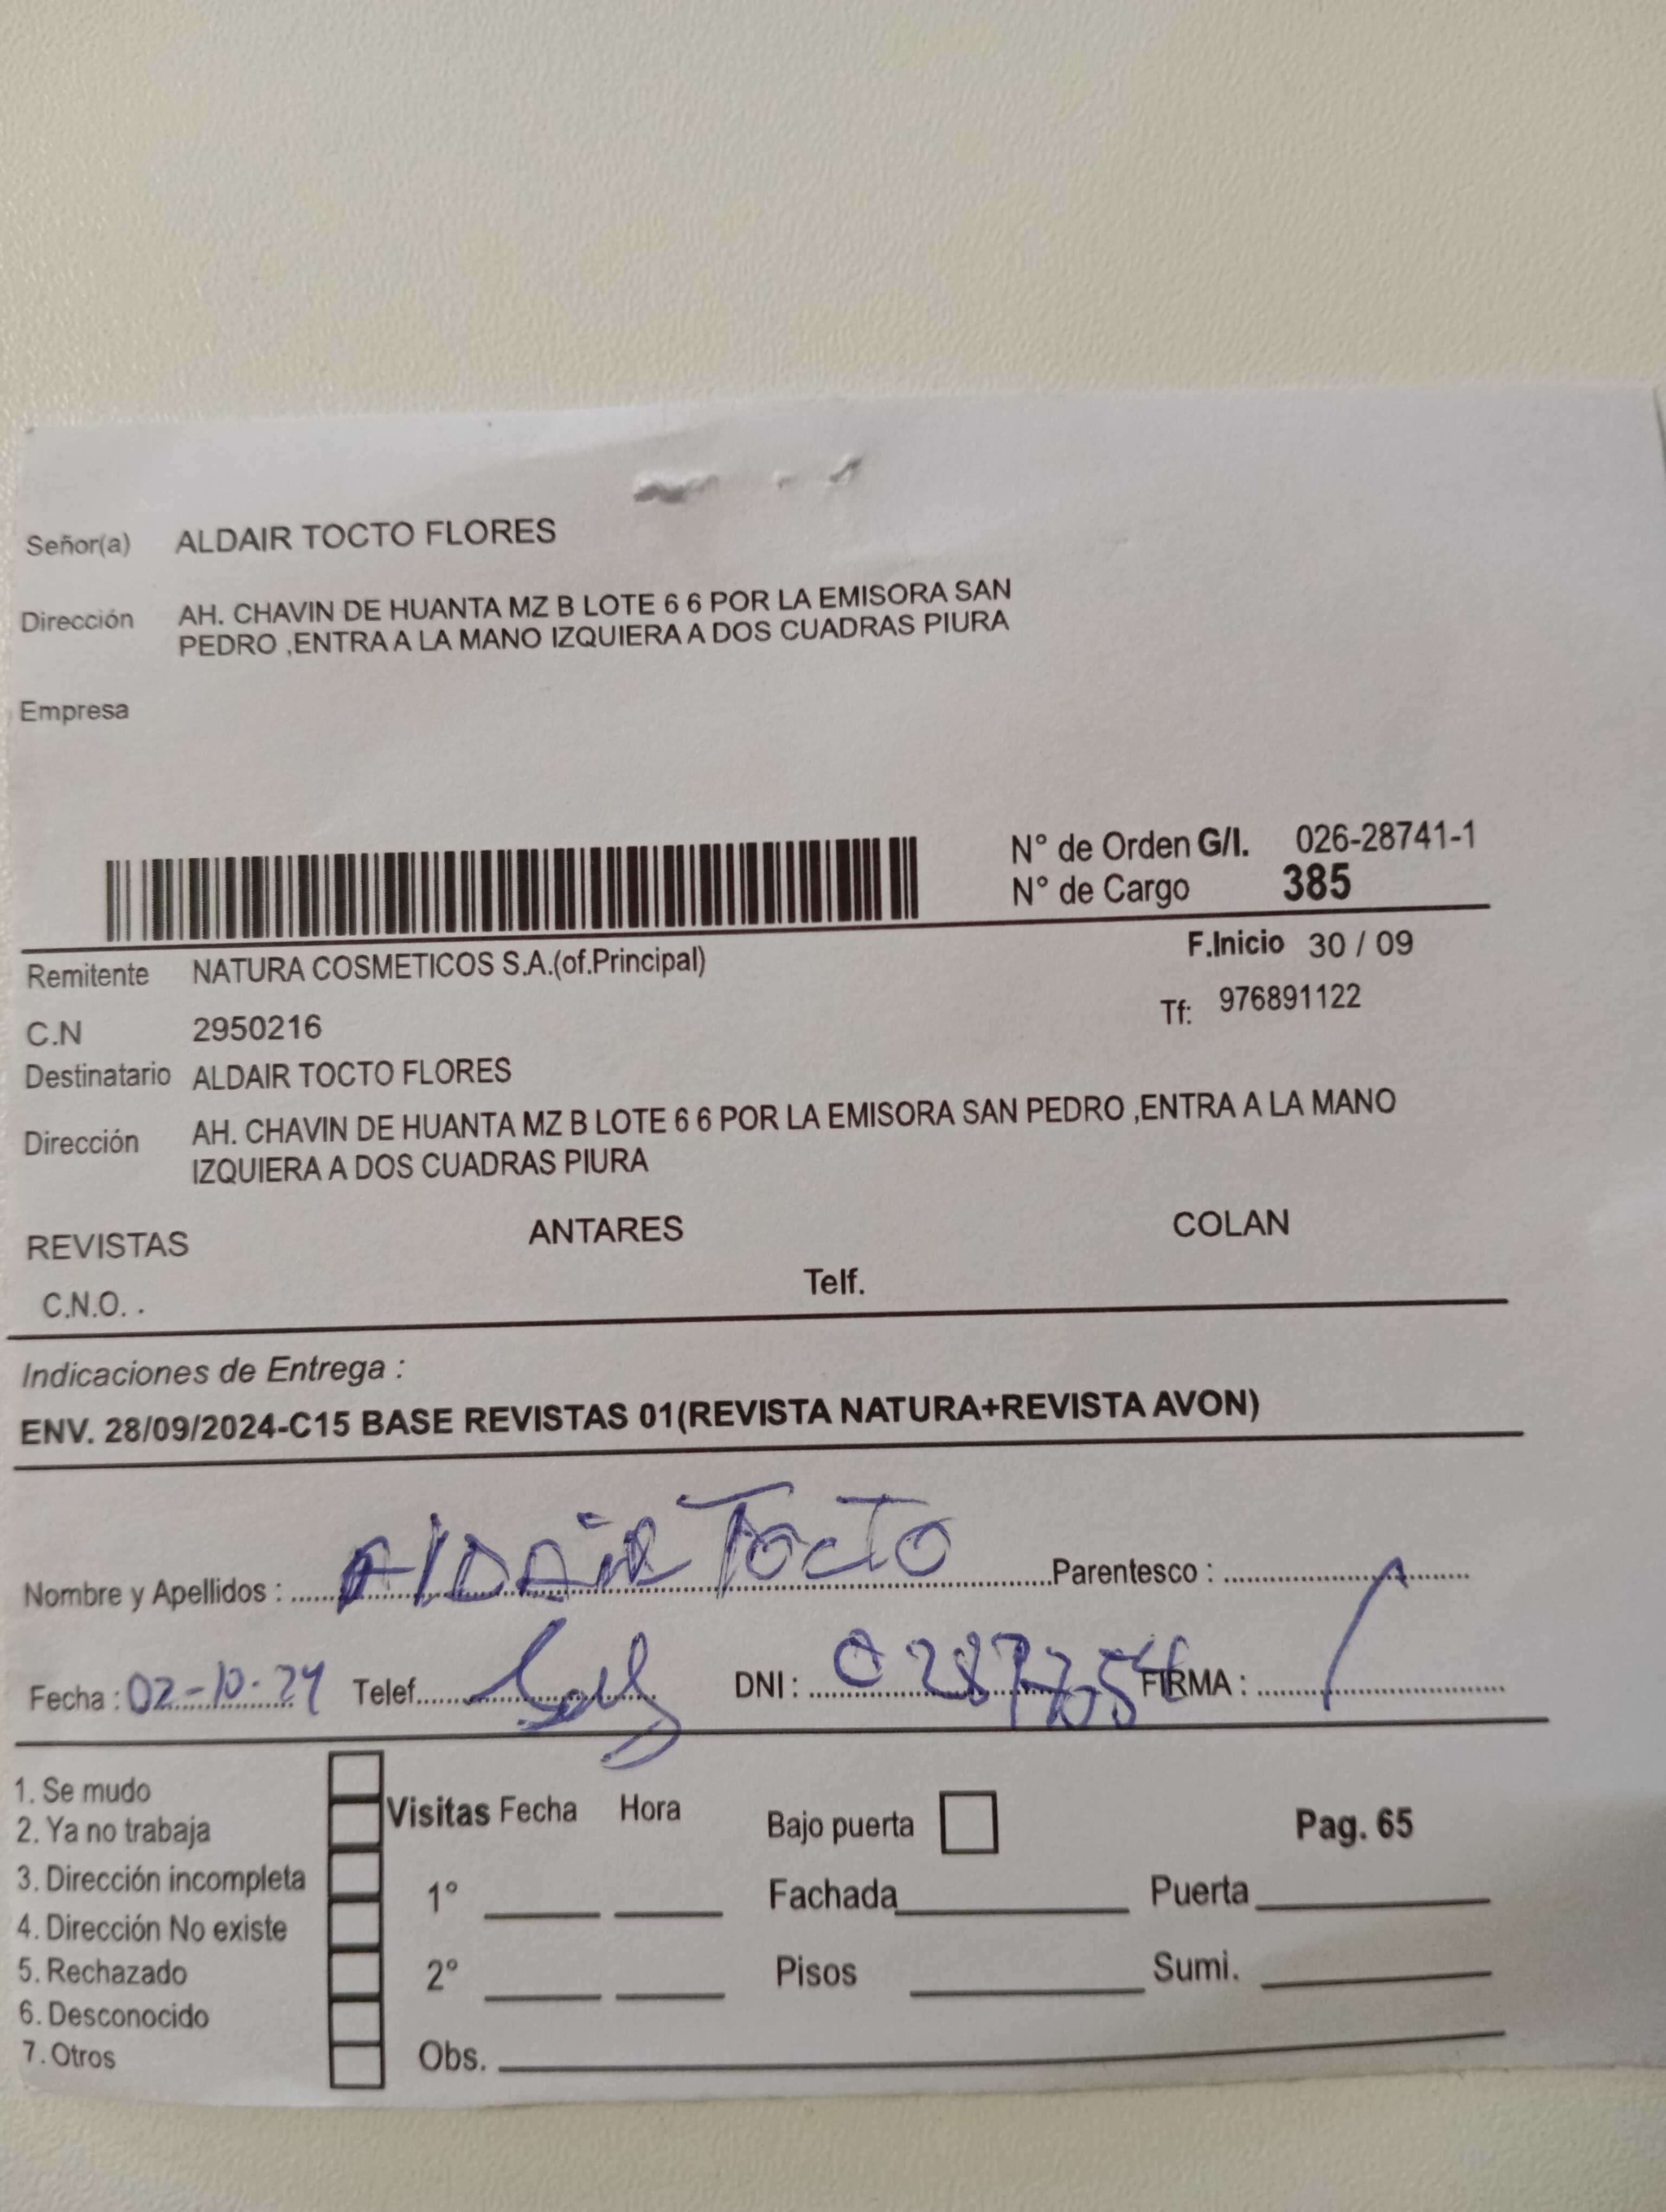 Señor(a) ALDAIR TOCTO FLORES
Dirección AH. CHAVIN DE HUANTA MZ B LOTE 6 6 POR LA EMISORA SAN
PEDRO ,ENTRA A LA MANO IZQUIERA A DOS CUADRAS PIURA
Empresa
N° de Orden G/I. 026-28741-1
N° de Cargo 385
F.Inicio 30 / 09
Remitente NATURA COSMETICOS S.A.(of.Principal)
Tf: 976891122
C.N 2950216
Destinatario ALDAIR TOCTO FLORES
Dirección AH. CHAVIN DE HUANTA MZ B LOTE 6 6 POR LA EMISORA SAN PEDRO ,ENTRA A LA MANO
IZQUIERA A DOS CUADRAS PIURA
REVISTAS ANTARES COLAN
C.N.O. . Telf.
Indicaciones de Entrega :
ENV. 28/09/2024-C15 BASE REVISTAS 01(REVISTA NATURA+REVISTA AVON)
Nombre y Apellidos : AlDAiR TOCTO Parentesco :
Fecha : 02-10-24 Telef. DNI : FIRMA :
1. Se mudo
2. Ya no trabaja
3. Dirección incompleta
4. Dirección No existe
5. Rechazado
6. Desconocido
7. Otros
Visitas Fecha Hora Bajo puerta Pag. 65
1° Fachada Puerta
2° Pisos Sumi.
Obs.